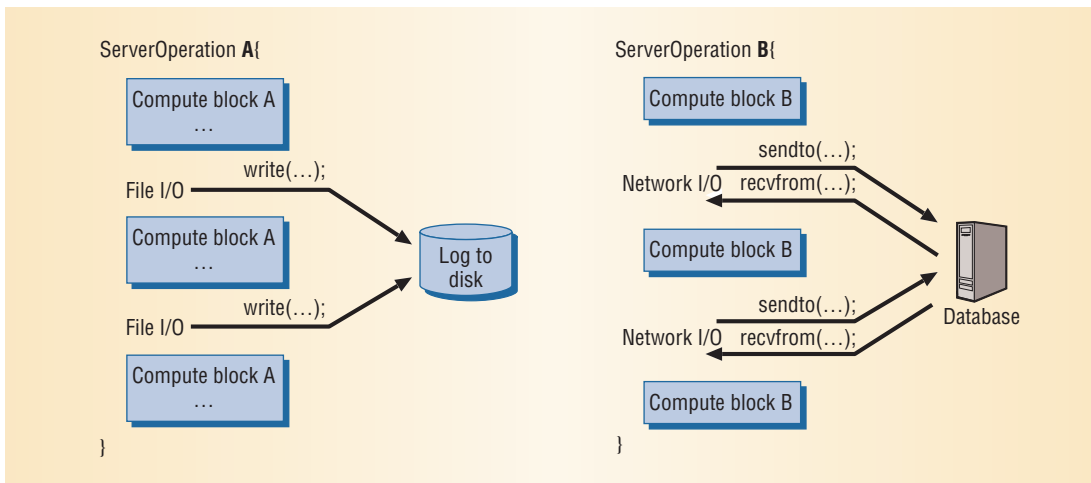 ServerOperation A{
Compute block A
…
write(…);
File I/O
Compute block A
…
Log to
disk
write(…);
File I/O
Compute block A
…
}
ServerOperation B{
Compute block B
sendto(…);
Network I/O recvfrom(…);
Compute block B
sendto(…);
Database
Network I/O recvfrom(…);
Compute block B
}